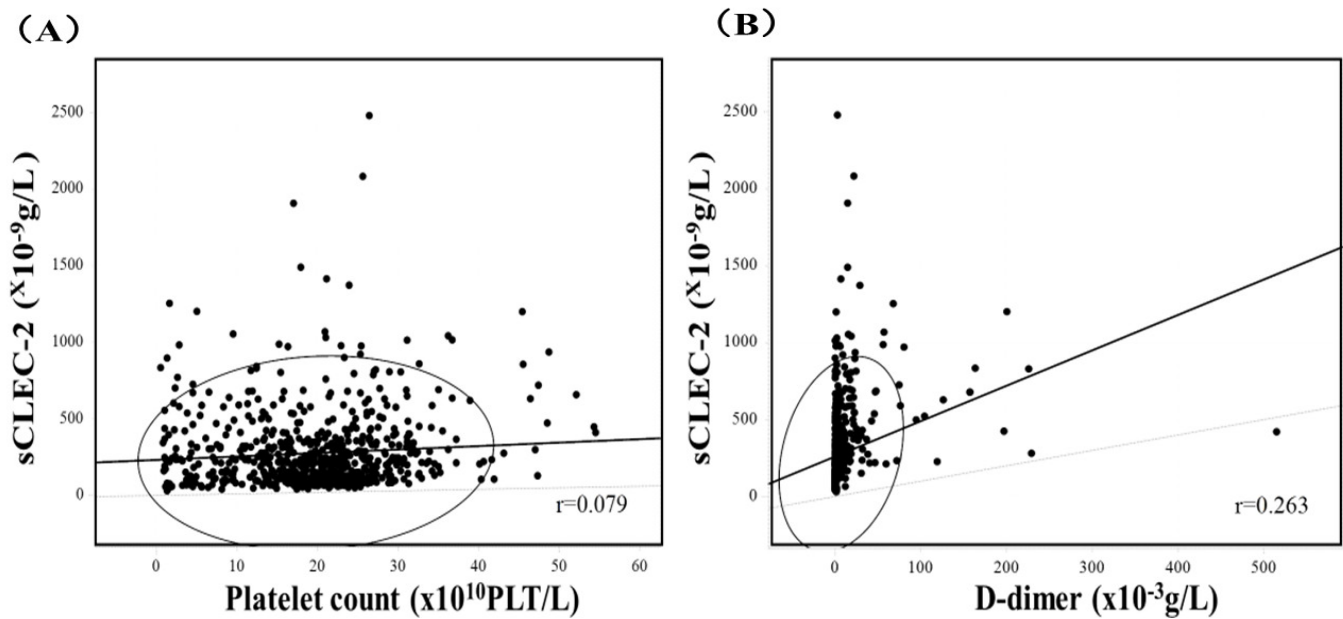 （A）
（B）
2500
2000
1500
1000
500
0
sCLEC-2 (ˣ10⁻⁹g/L)
r=0.079
0 10 20 30 40 50 60
Platelet count (x10¹⁰PLT/L)
2500
2000
1500
1000
500
0
sCLEC-2 (ˣ10⁻⁹g/L)
r=0.263
0 100 200 300 400 500
D-dimer (x10⁻³g/L)